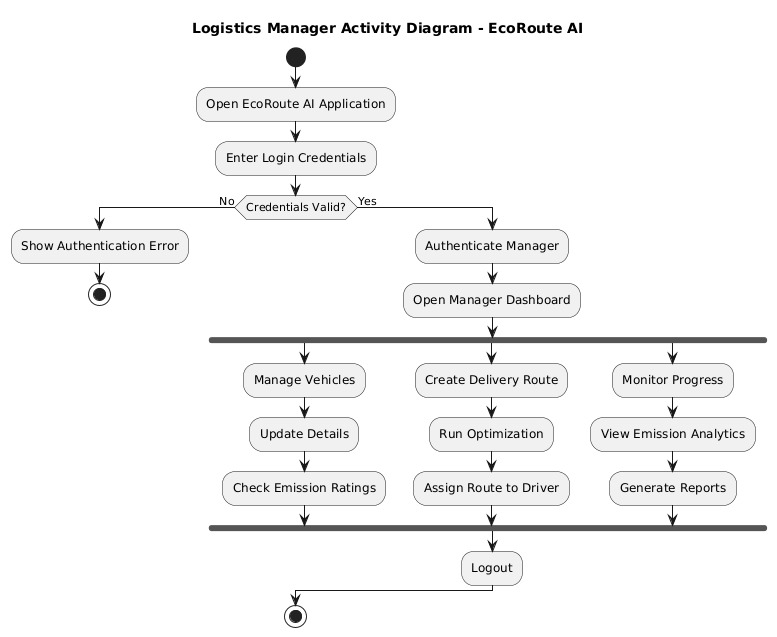 Logistics Manager Activity Diagram - EcoRoute AI
Open EcoRoute AI Application
Enter Login Credentials
No
Credentials Valid?
Yes
Show Authentication Error
Authenticate Manager
Open Manager Dashboard
Manage Vehicles
Create Delivery Route
Monitor Progress
Update Details
Run Optimization
View Emission Analytics
Check Emission Ratings
Assign Route to Driver
Generate Reports
Logout